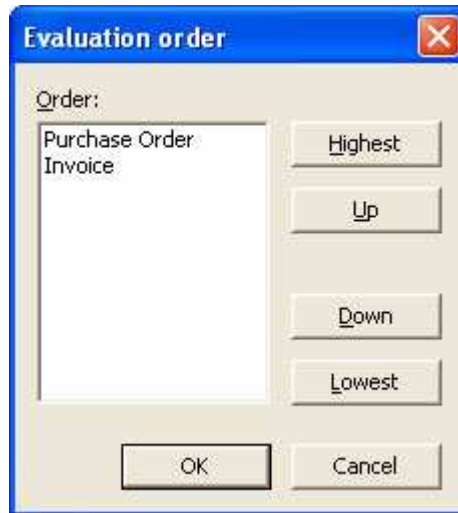 Evaluation order
Order:
Purchase Order
Invoice
Highest
Up
Down
Lowest
OK
Cancel